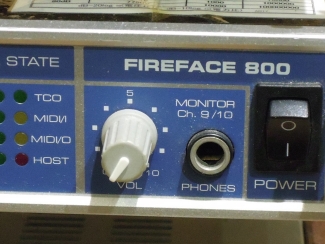 STATE
FIREFACE 800
TCO
MIDI/I
MIDI/O
HOST
5
10
VOL
MONITOR
Ch. 9/10
PHONES
POWER